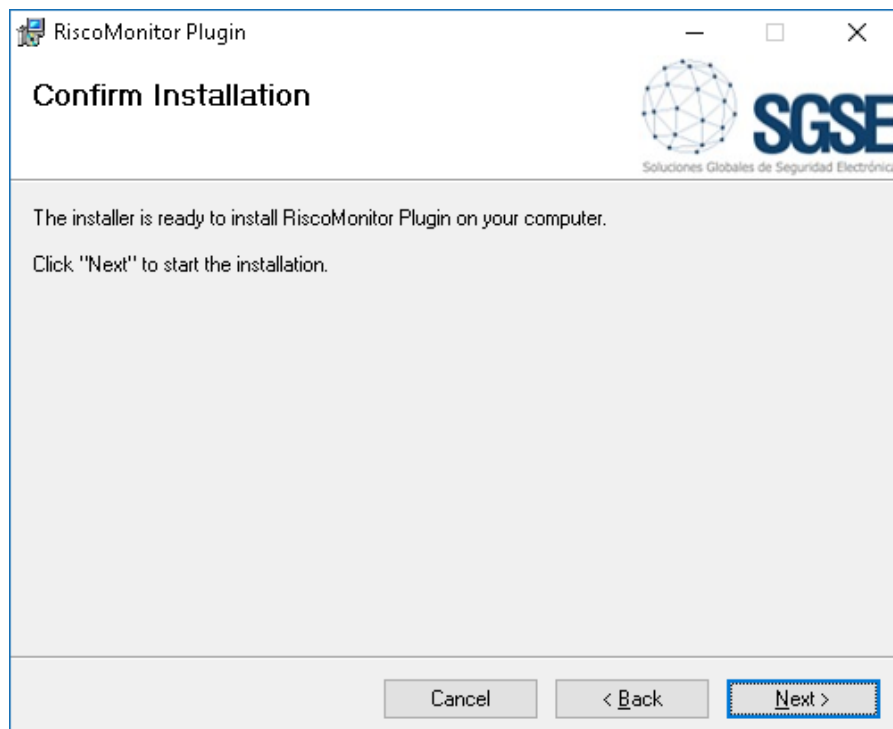 RiscoMonitor Plugin
Confirm Installation
SGSE
Soluciones Globales de Seguridad Electrónica
The installer is ready to install RiscoMonitor Plugin on your computer.
Click "Next" to start the installation.
Cancel
< Back
Next >